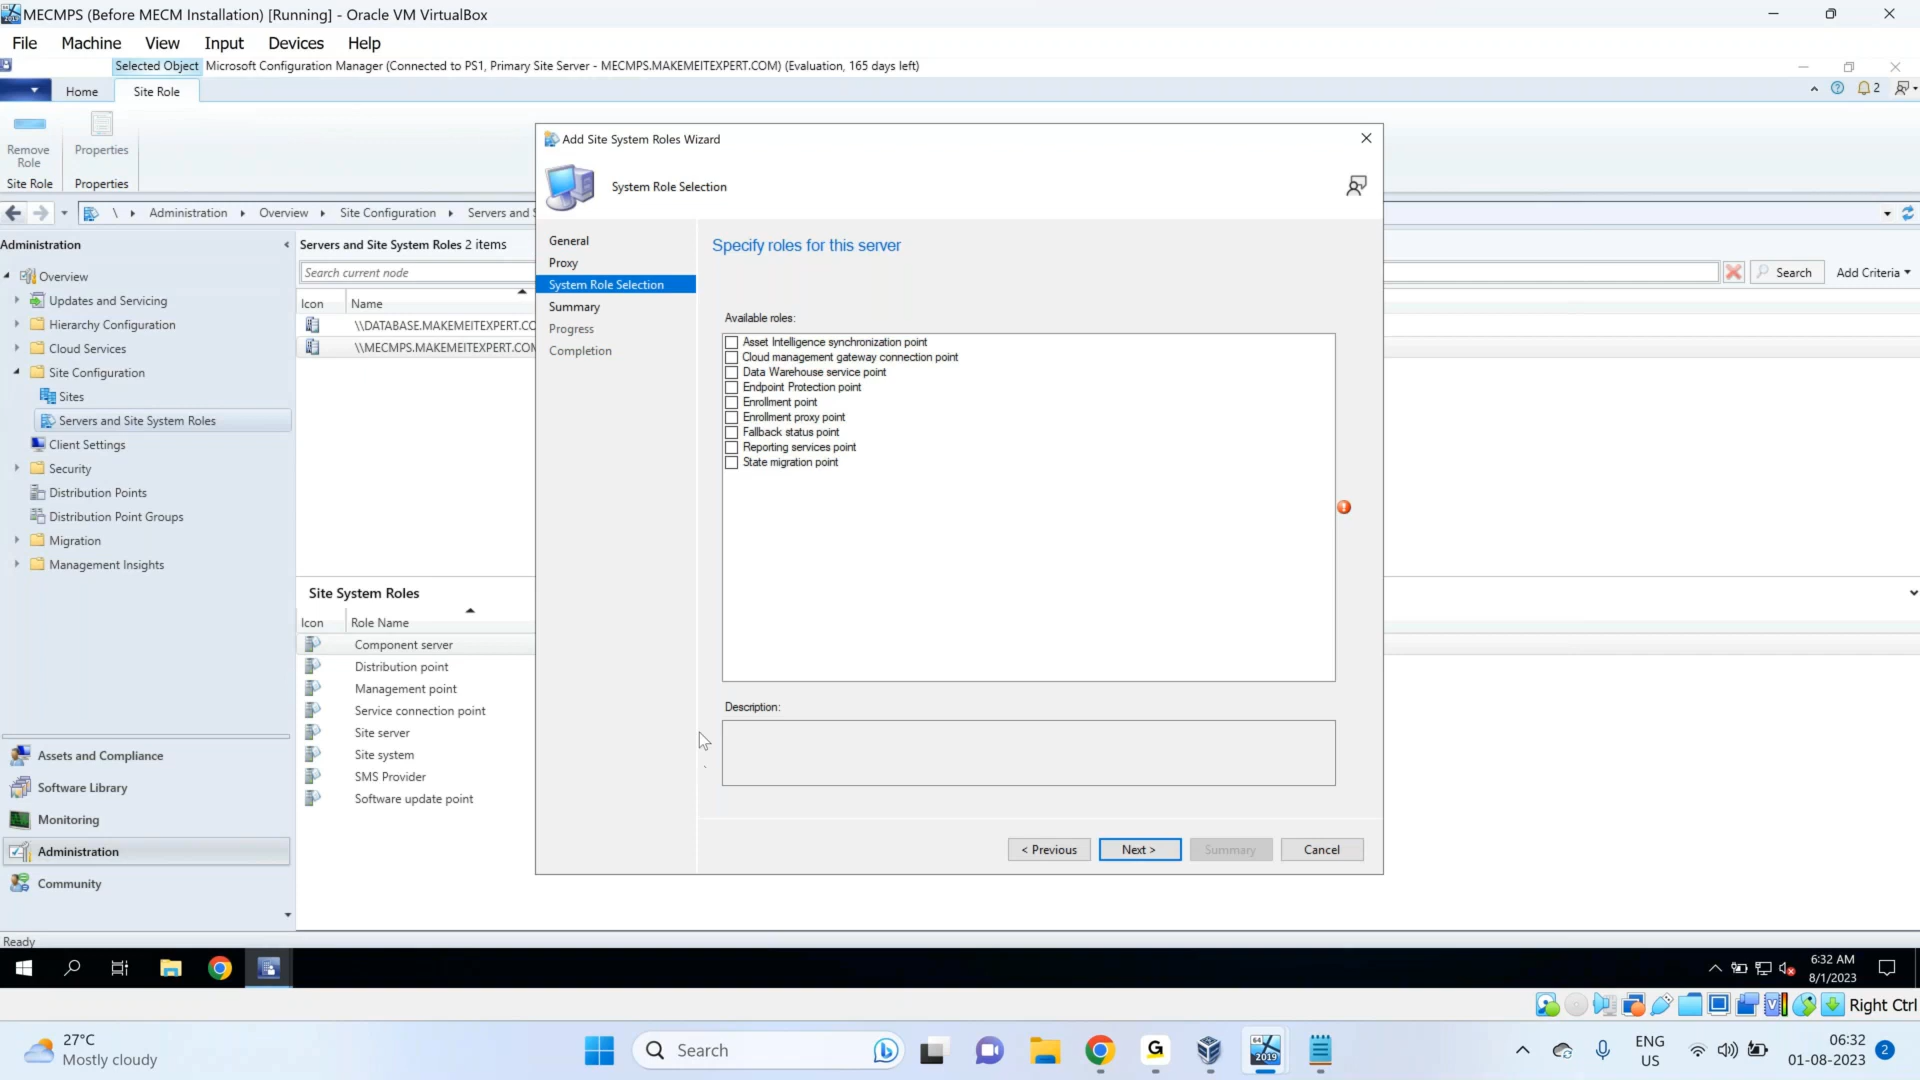 MECMPS (Before MECM Installation) [Running] - Oracle VM VirtualBox
File Machine View Input Devices Help
Selected Object Microsoft Configuration Manager (Connected to PS1, Primary Site Server - MECMPS.MAKEMEITEXPERT.COM) (Evaluation, 165 days left)
Home Site Role
2
Remove Role
Properties
Site Role
Properties
\ Administration Overview Site Configuration Servers and S
Administration
Overview
Updates and Servicing
Hierarchy Configuration
Cloud Services
Site Configuration
Sites
Servers and Site System Roles
Client Settings
Security
Distribution Points
Distribution Point Groups
Migration
Management Insights
Assets and Compliance
Software Library
Monitoring
Administration
Community
Ready
Servers and Site System Roles 2 items
Search current node
Search
Add Criteria
Icon Name
\\DATABASE.MAKEMEITEXPERT.CO
\\MECMPS.MAKEMEITEXPERT.COM
Site System Roles
Icon Role Name
Component server
Distribution point
Management point
Service connection point
Site server
Site system
SMS Provider
Software update point
Add Site System Roles Wizard
System Role Selection
General
Proxy
System Role Selection
Summary
Progress
Completion
Specify roles for this server
Available roles:
Asset Intelligence synchronization point
Cloud management gateway connection point
Data Warehouse service point
Endpoint Protection point
Enrollment point
Enrollment proxy point
Fallback status point
Reporting services point
State migration point
Description:
< Previous Next > Summary Cancel
6:32 AM
8/1/2023
Right Ctrl
27°C
Mostly cloudy
Search
G
64
2019
ENG
US
06:32
01-08-2023
2